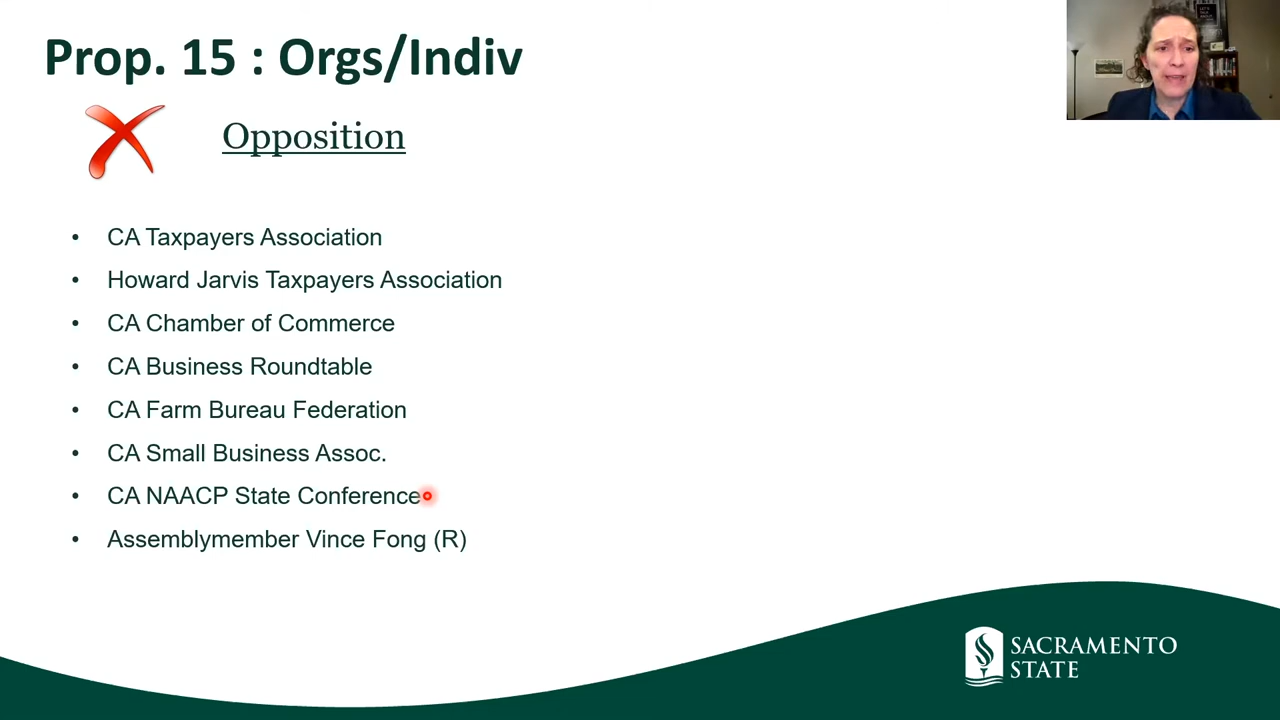 Prop. 15 : Orgs/Indiv
Opposition
• CA Taxpayers Association
• Howard Jarvis Taxpayers Association
• CA Chamber of Commerce
• CA Business Roundtable
• CA Farm Bureau Federation
• CA Small Business Assoc.
• CA NAACP State Conference
• Assemblymember Vince Fong (R)
SACRAMENTO
STATE